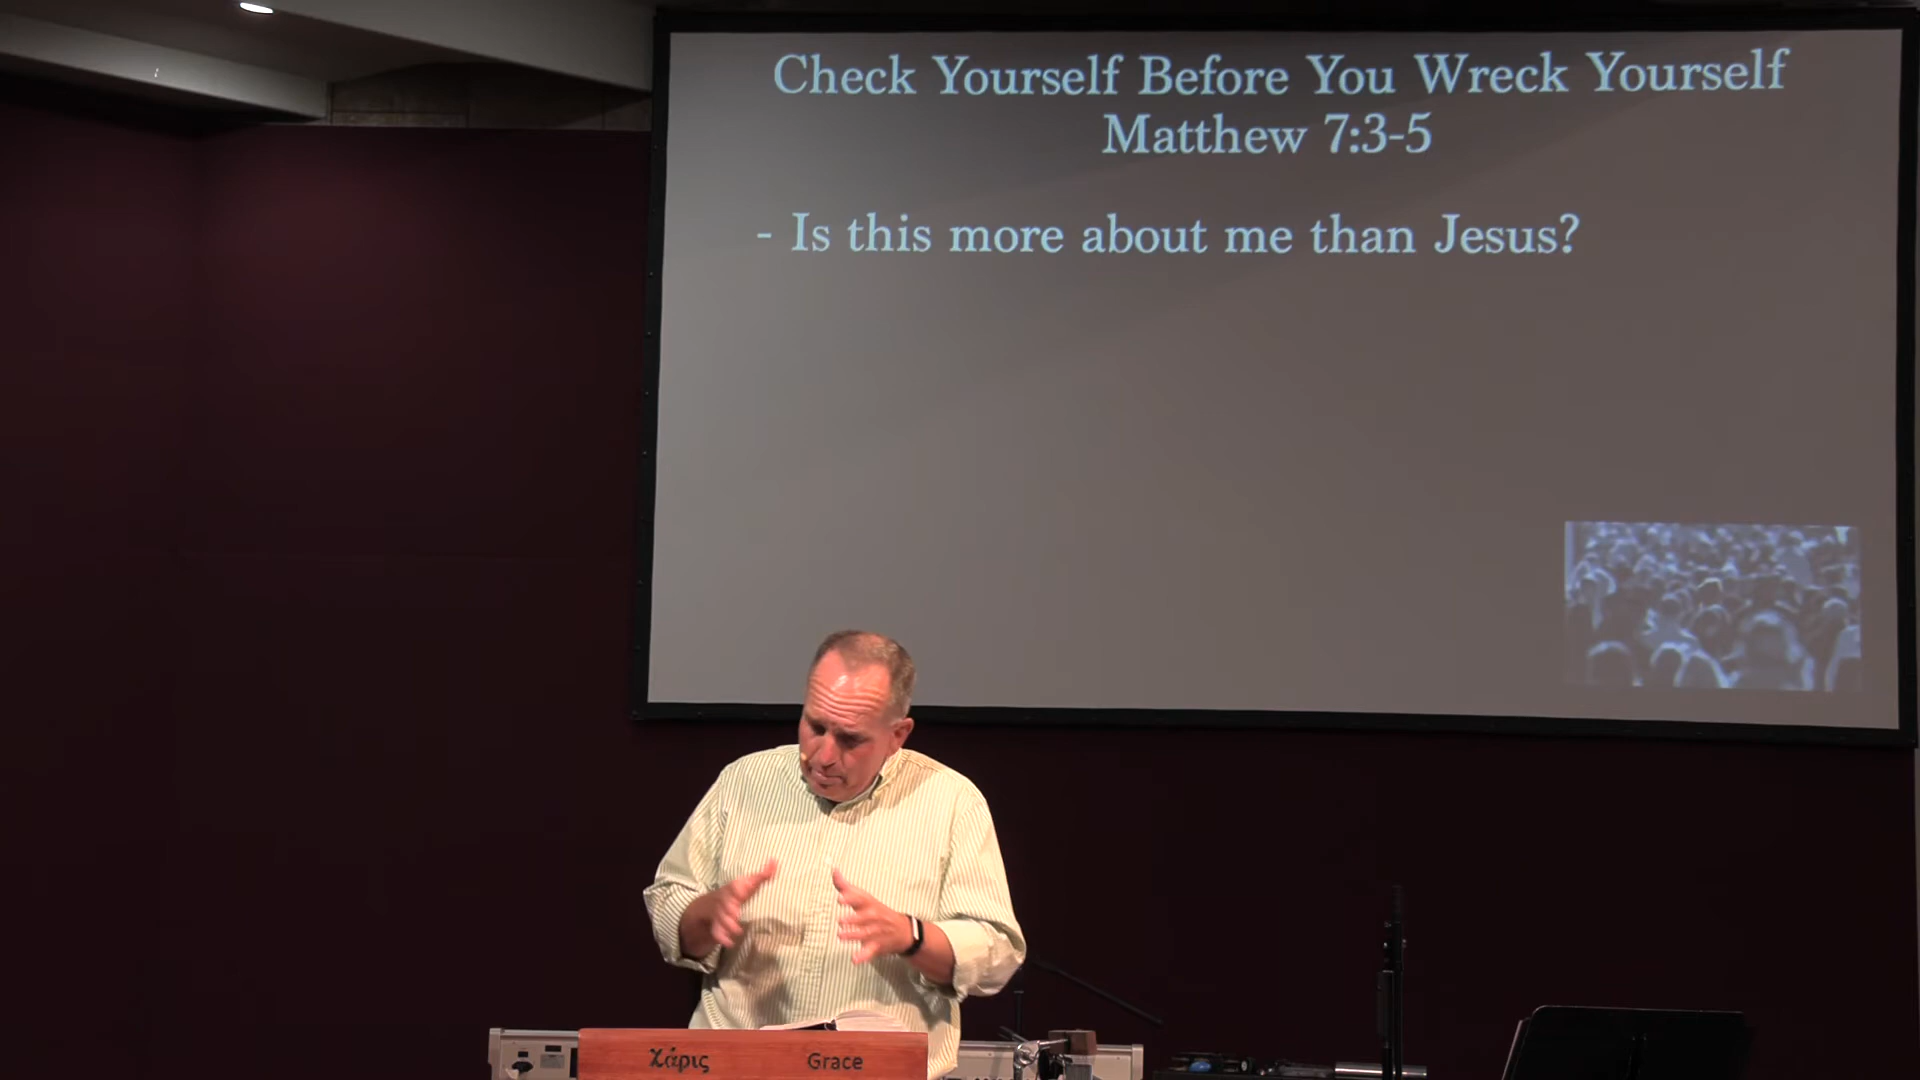 Check Yourself Before You Wreck Yourself
Matthew 7:3-5
- Is this more about me than Jesus?
Χάρις Grace